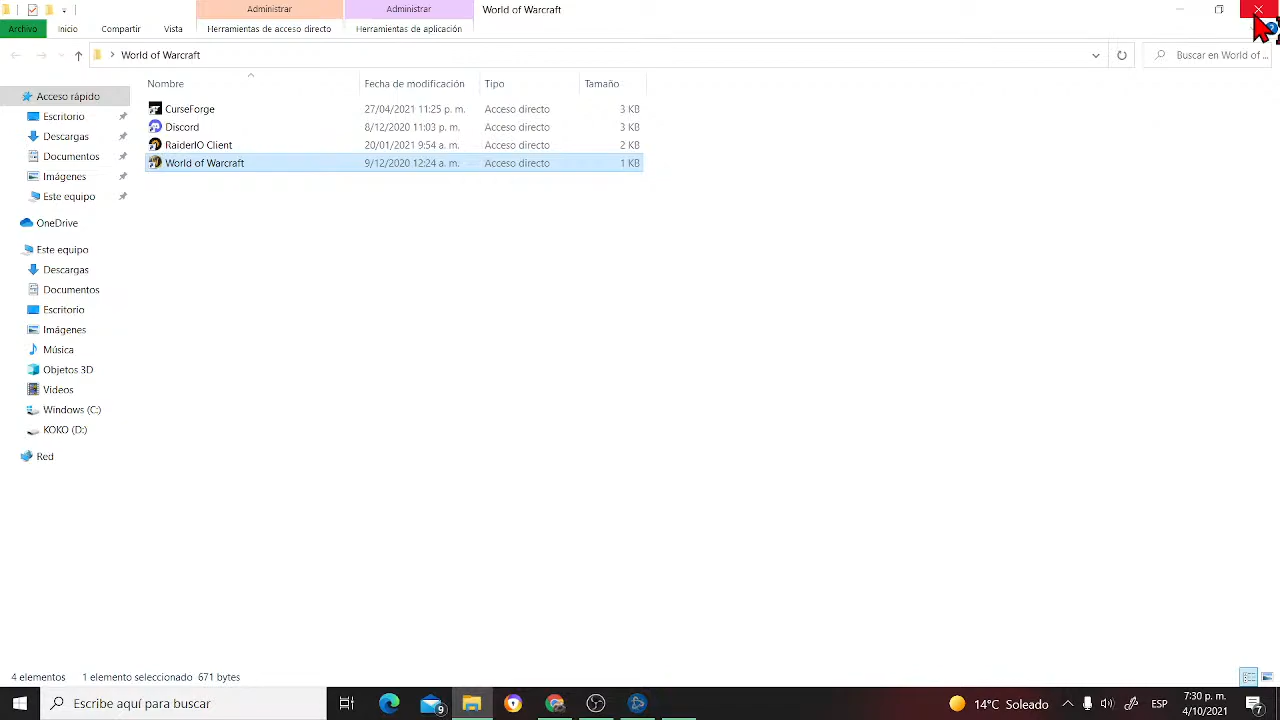 Administrar
Administrar
World of Warcraft
Archivo
Inicio
Compartir
Vista
Herramientas de acceso directo
Herramientas de aplicación
World of Warcraft
Buscar en World of ...
Nombre
Fecha de modificación
Tipo
Tamaño
CurseForge 27/04/2021 11:25 p. m. Acceso directo 3 KB
Discord 8/12/2020 11:03 p. m. Acceso directo 3 KB
RaiderIO Client 20/01/2021 9:54 a. m. Acceso directo 2 KB
World of Warcraft 9/12/2020 12:24 a. m. Acceso directo 1 KB
Acceso rápido
Escritorio
Descargas
Documentos
Imágenes
Este equipo
OneDrive
Este equipo
Descargas
Documentos
Escritorio
Imágenes
Música
Objetos 3D
Videos
Windows (C:)
KOKO (D:)
Red
4 elementos 1 elemento seleccionado 671 bytes
Escribe aquí para buscar
9
14°C Soleado
ESP
7:30 p. m.
4/10/2021
7